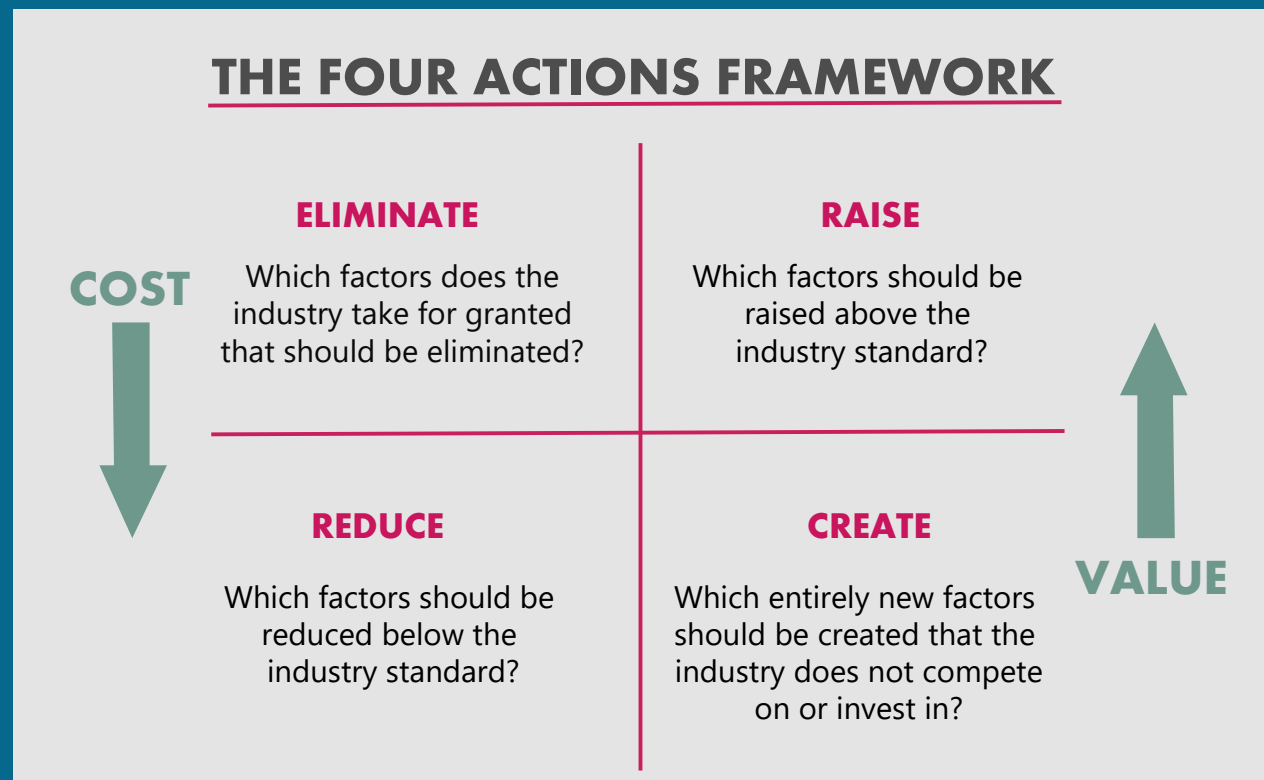 THE FOUR ACTIONS FRAMEWORK
ELIMINATE
Which factors does the
industry take for granted
that should be eliminated?
RAISE
Which factors should be
raised above the
industry standard?
COST
REDUCE
Which factors should be
reduced below the
industry standard?
CREATE
Which entirely new factors
should be created that the
industry does not compete
on or invest in?
VALUE